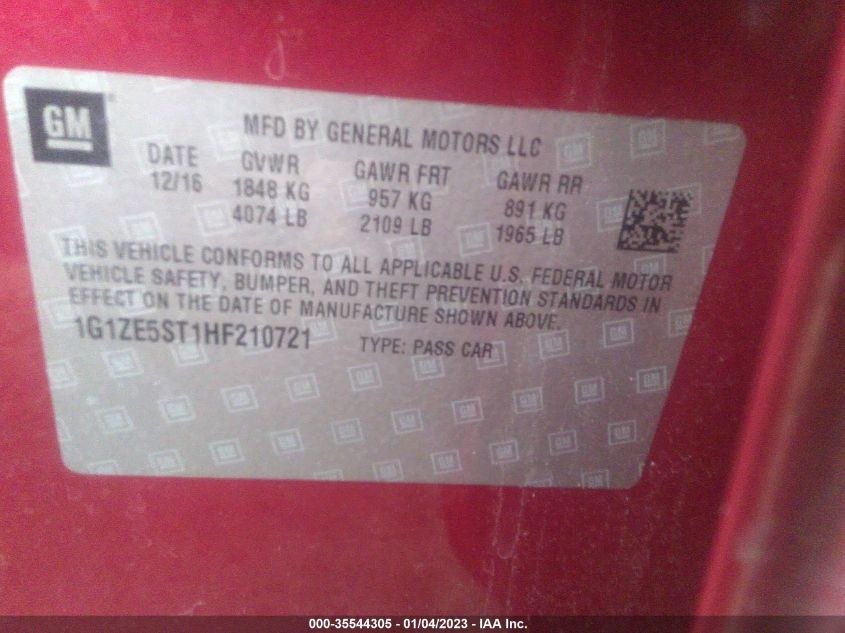 GM
MFD BY GENERAL MOTORS LLC
DATE GVWR GAWR FRT GAWR RR
12/16 1848 KG 957 KG 891 KG
4074 LB 2109 LB 1965 LB
THIS VEHICLE CONFORMS TO ALL APPLICABLE U.S. FEDERAL MOTOR
VEHICLE SAFETY, BUMPER, AND THEFT PREVENTION STANDARDS IN
EFFECT ON THE DATE OF MANUFACTURE SHOWN ABOVE.
1G1ZE5ST1HF210721 TYPE: PASS CAR
000-35544305 - 01/04/2023 - IAA Inc.